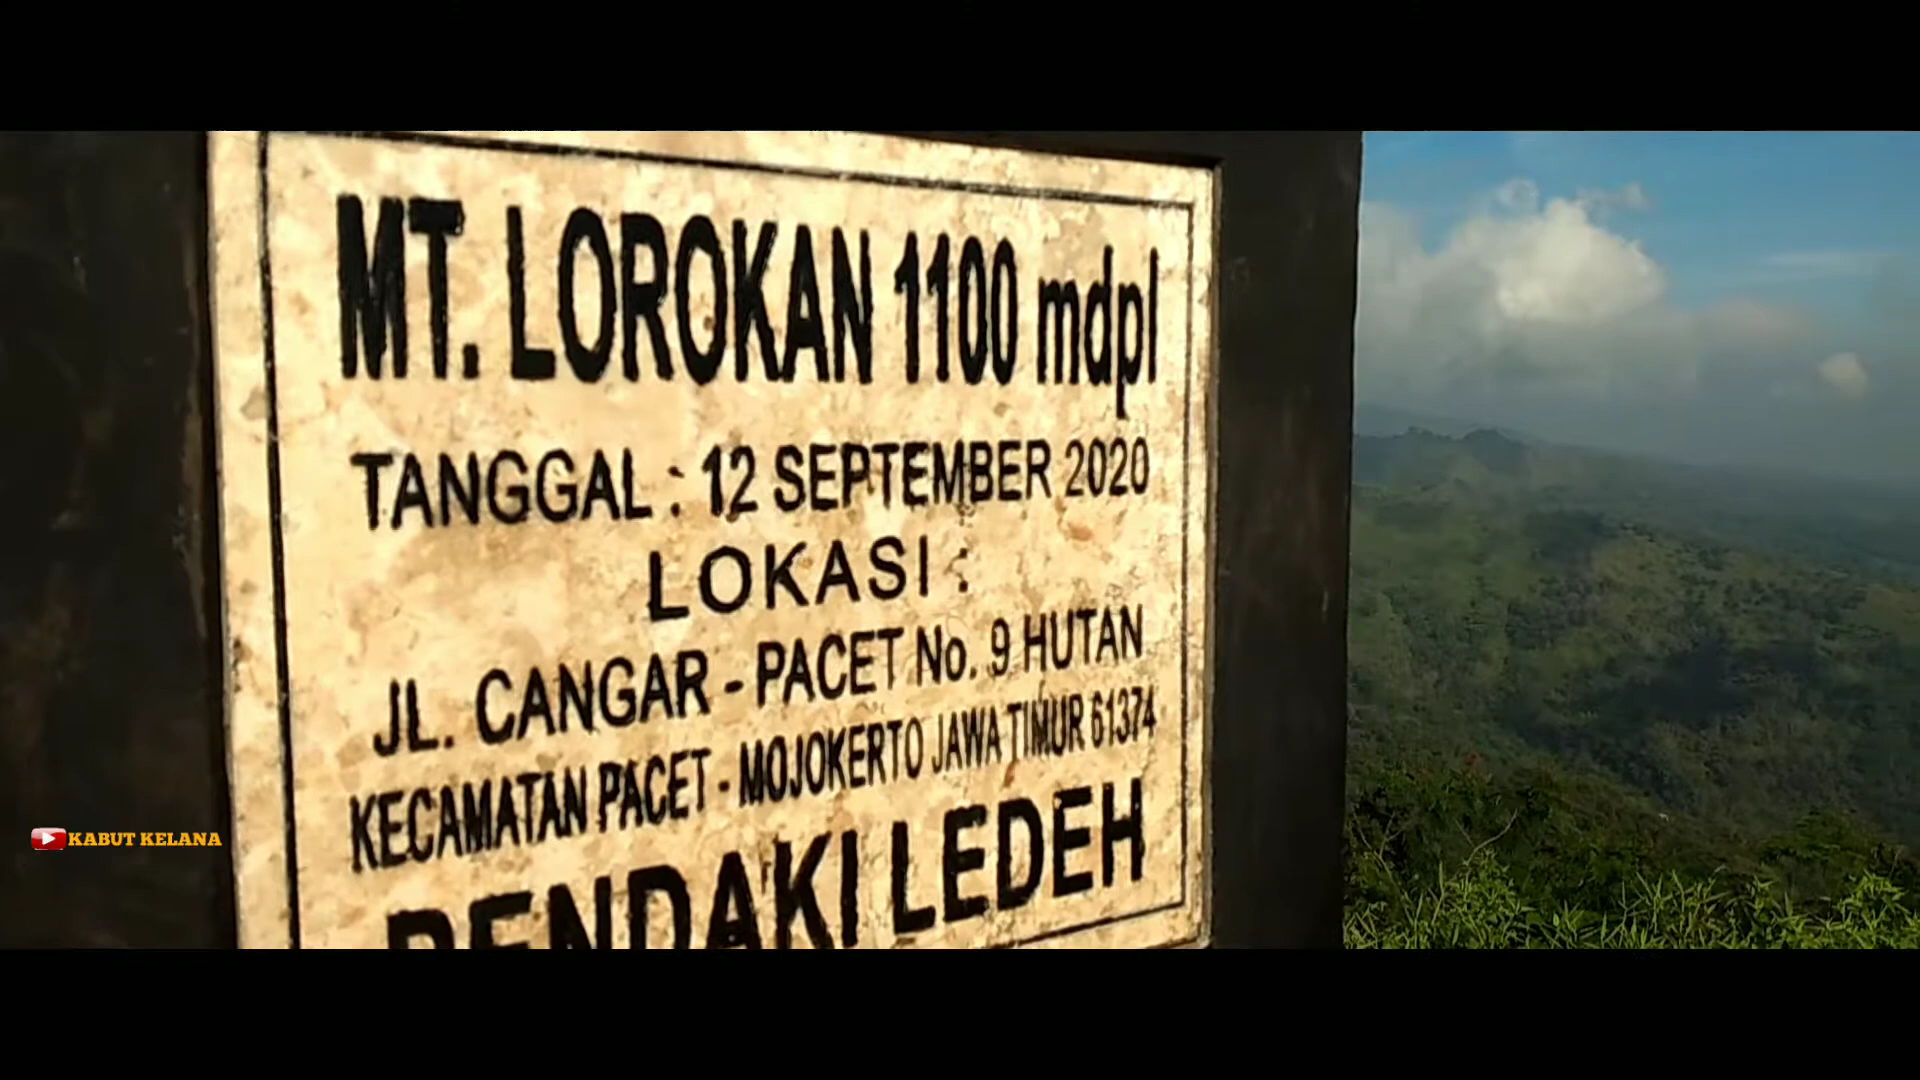 MT. LOROKAN 1100 mdpl
TANGGAL : 12 SEPTEMBER 2020
LOKASI :
JL. CANGAR - PACET No. 9 HUTAN
KECAMATAN PACET - MOJOKERTO JAWA TIMUR 61374
PENDAKI LEDEH
KABUT KELANA